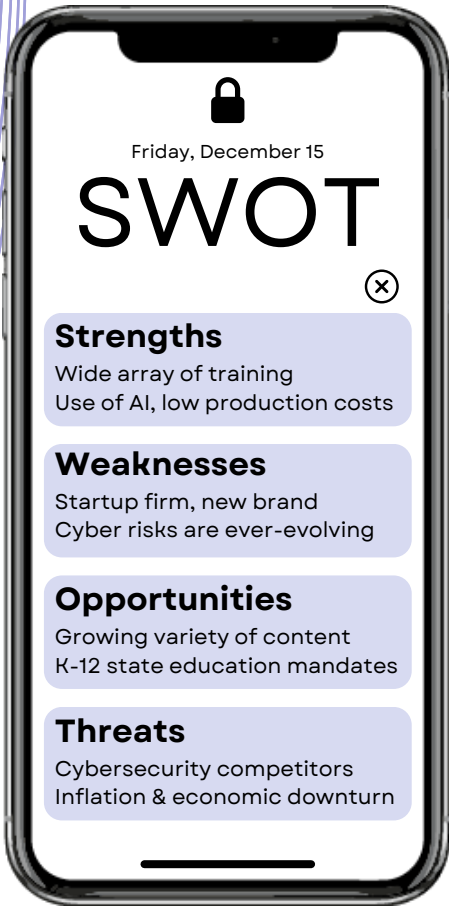 Friday, December 15
SWOT
Strengths
Wide array of training
Use of AI, low production costs
Weaknesses
Startup firm, new brand
Cyber risks are ever-evolving
Opportunities
Growing variety of content
K-12 state education mandates
Threats
Cybersecurity competitors
Inflation & economic downturn